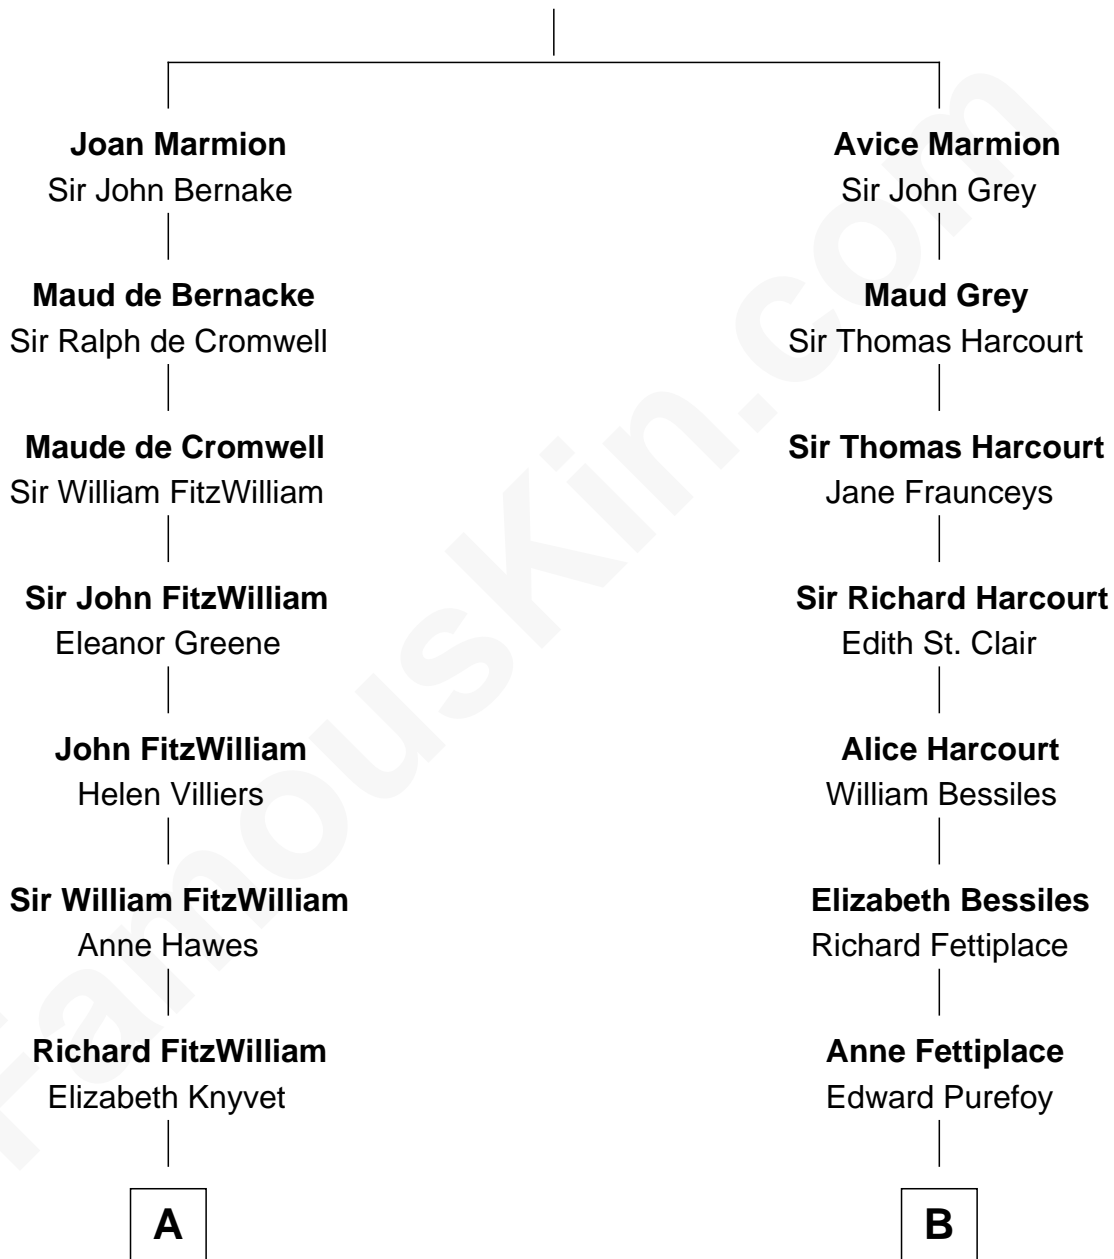 Joan Marmion
Sir John Bernake
Maud de Bernacke
Sir Ralph de Cromwell
Maude de Cromwell
Sir William FitzWilliam
Sir John FitzWilliam
Eleanor Greene
John FitzWilliam
Helen Villiers
Sir William FitzWilliam
Anne Hawes
Richard FitzWilliam
Elizabeth Knyvet
A
Avice Marmion
Sir John Grey
Maud Grey
Sir Thomas Harcourt
Sir Thomas Harcourt
Jane Fraunceys
Sir Richard Harcourt
Edith St. Clair
Alice Harcourt
William Bessiles
Elizabeth Bessiles
Richard Fettiplace
Anne Fettiplace
Edward Purefoy
B
FamousKin.com